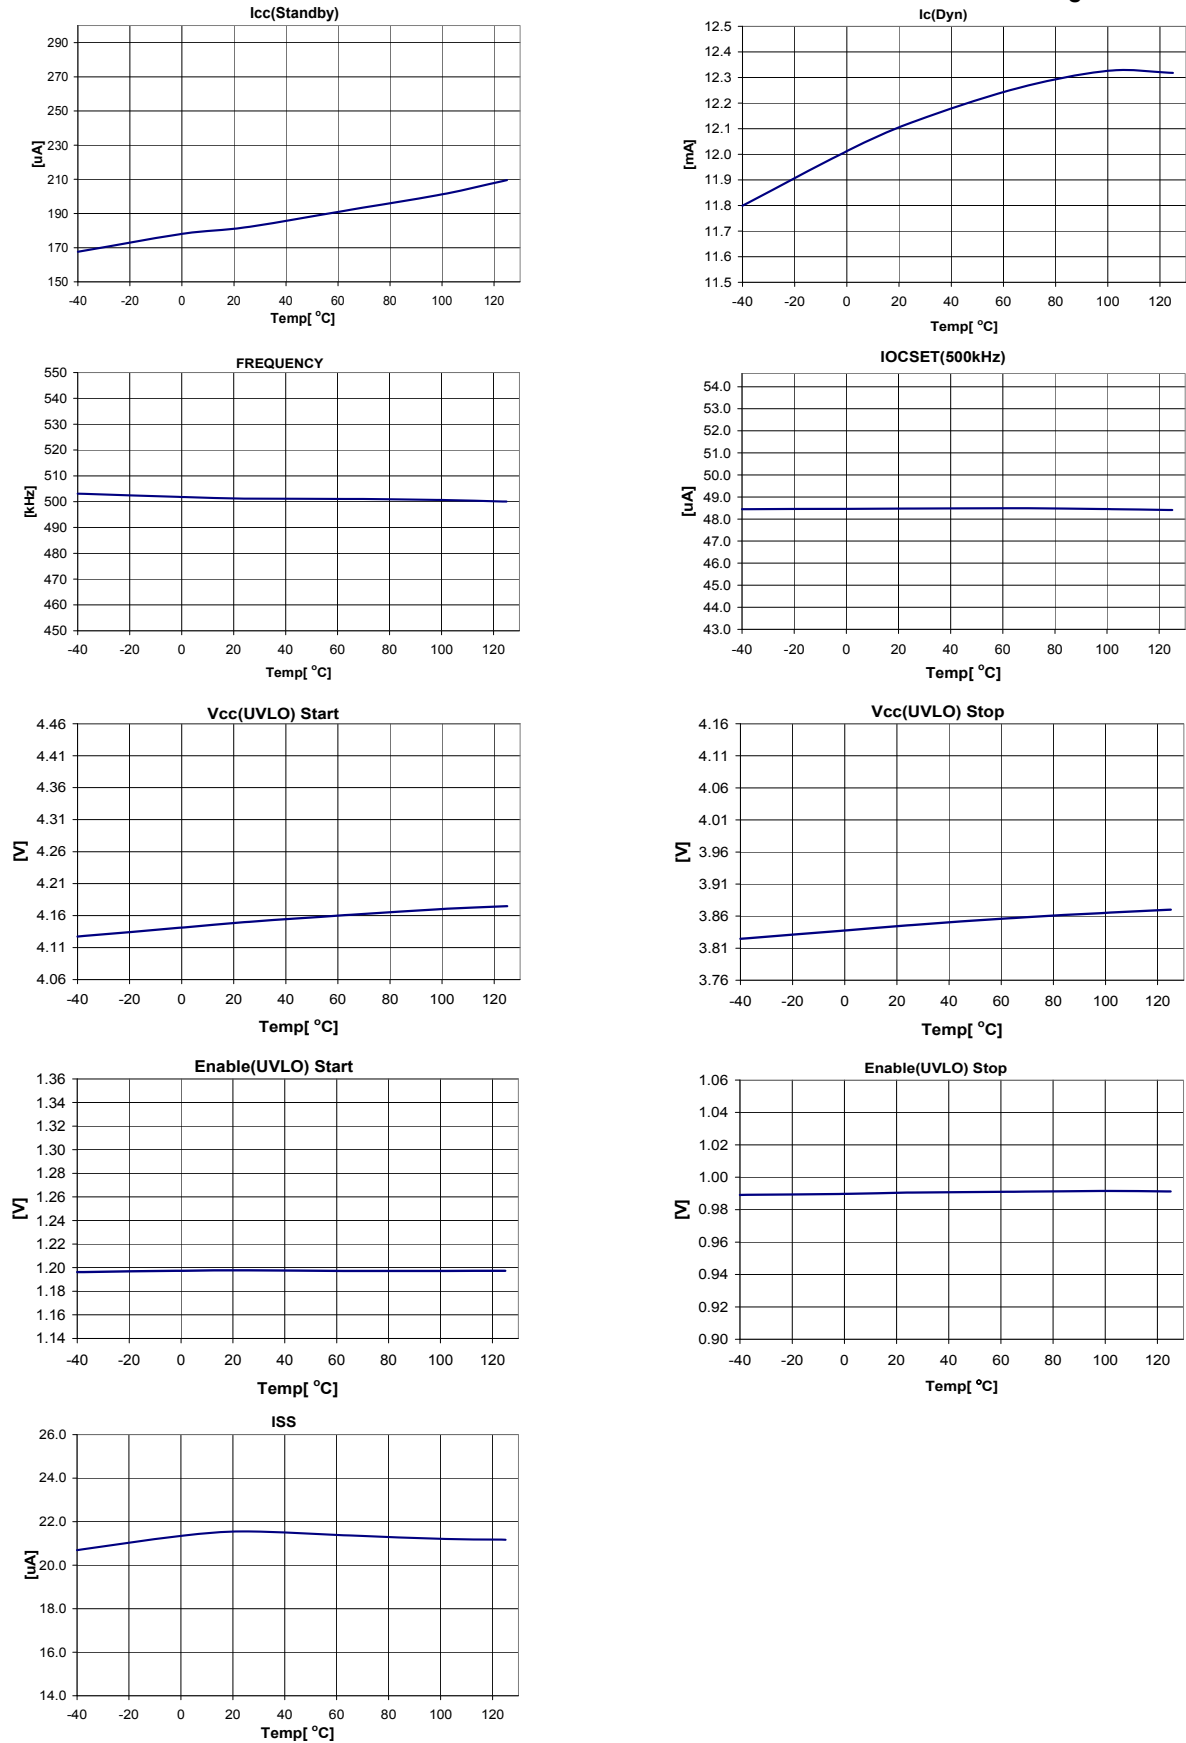 Icc(Standby)
290
270
250
230
210
190
170
150
[uA]
-40 -20 0 20 40 60 80 100 120
Temp[ °C]
Ic(Dyn)
12.5
12.4
12.3
12.2
12.1
12.0
11.9
11.8
11.7
11.6
11.5
[mA]
-40 -20 0 20 40 60 80 100 120
Temp[ °C]
FREQUENCY
550
540
530
520
510
500
490
480
470
460
450
[kHz]
-40 -20 0 20 40 60 80 100 120
Temp[ °C]
IOCSET(500kHz)
54.0
53.0
52.0
51.0
50.0
49.0
48.0
47.0
46.0
45.0
44.0
43.0
[uA]
-40 -20 0 20 40 60 80 100 120
Temp[ °C]
Vcc(UVLO) Start
4.46
4.41
4.36
4.31
4.26
4.21
4.16
4.11
4.06
[V]
-40 -20 0 20 40 60 80 100 120
Temp[ °C]
Vcc(UVLO) Stop
4.16
4.11
4.06
4.01
3.96
3.91
3.86
3.81
3.76
[V]
-40 -20 0 20 40 60 80 100 120
Temp[ °C]
Enable(UVLO) Start
1.36
1.34
1.32
1.30
1.28
1.26
1.24
1.22
1.20
1.18
1.16
1.14
[V]
-40 -20 0 20 40 60 80 100 120
Temp[ °C]
Enable(UVLO) Stop
1.06
1.04
1.02
1.00
0.98
0.96
0.94
0.92
0.90
[V]
-40 -20 0 20 40 60 80 100 120
Temp[ °C]
ISS
26.0
24.0
22.0
20.0
18.0
16.0
14.0
[uA]
-40 -20 0 20 40 60 80 100 120
Temp[ °C]